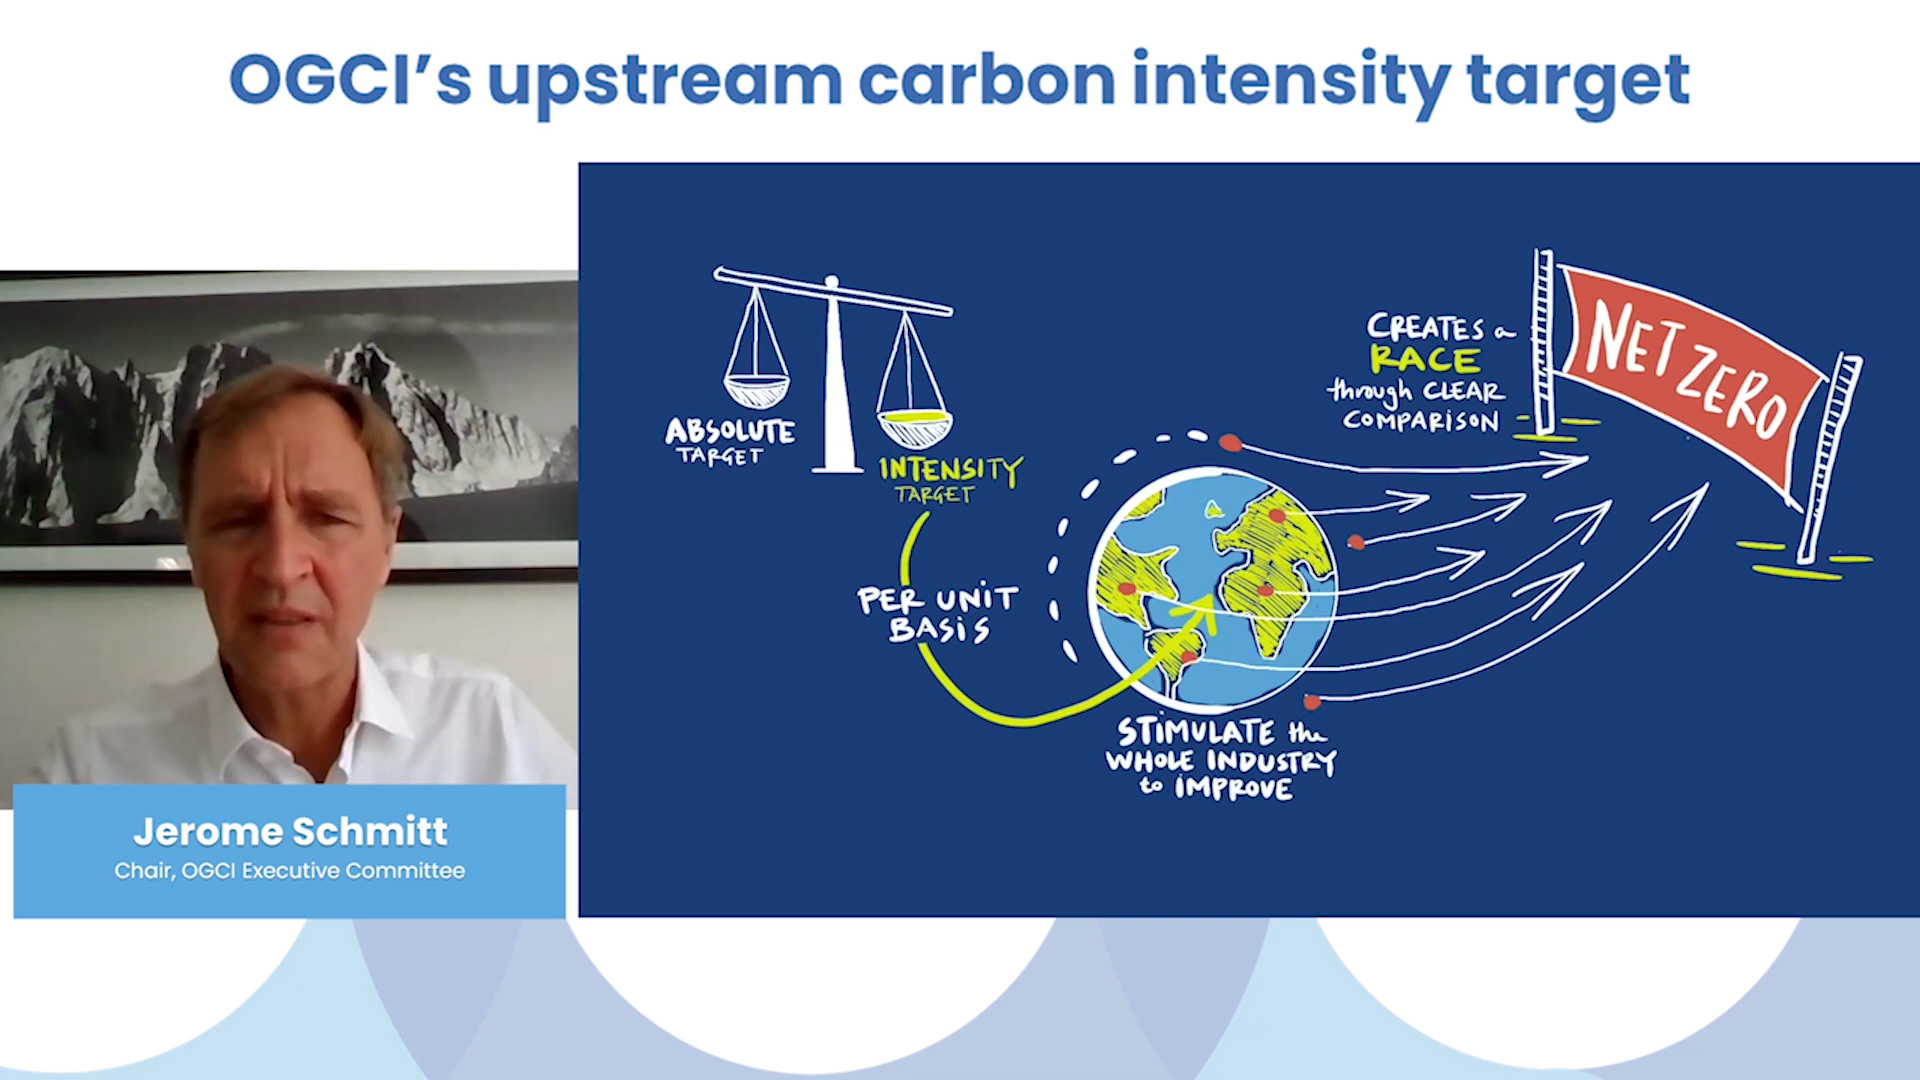 OGCI’s upstream carbon intensity target
ABSOLUTE
TARGET
INTENSITY
TARGET
PER UNIT
BASIS
STIMULATE the
WHOLE INDUSTRY
to IMPROVE
CREATES a
RACE
through CLEAR
COMPARISON
NET ZERO
Jerome Schmitt
Chair, OGCI Executive Committee